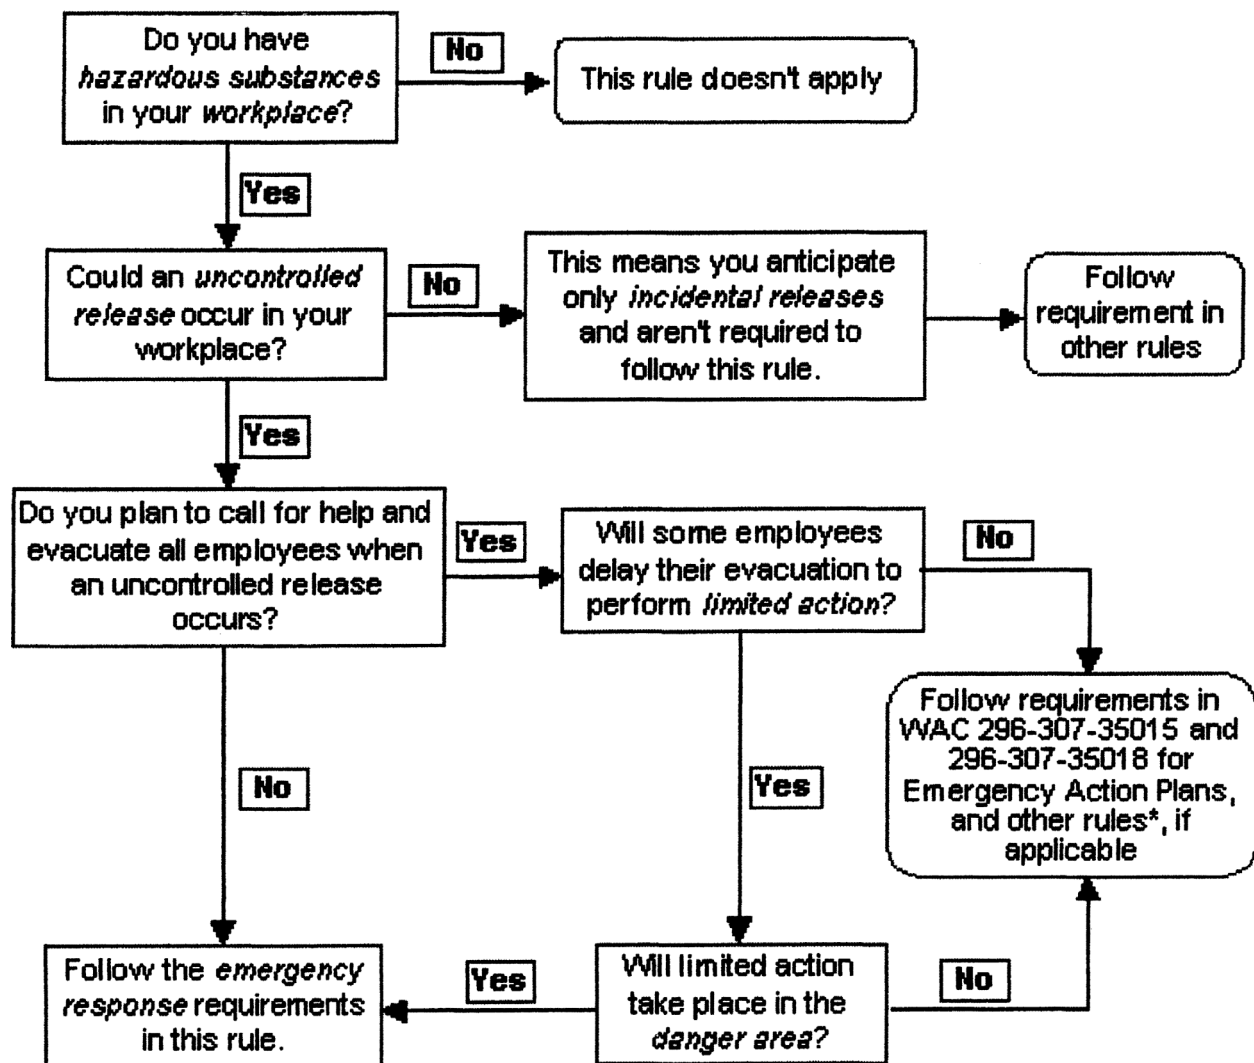 Do you have
hazardous substances
in your workplace?
No
This rule doesn't apply
Yes
Could an uncontrolled
release occur in your
workplace?
No
This means you anticipate
only incidental releases
and aren't required to
follow this rule.
Follow
requirement in
other rules
Yes
Do you plan to call for help and
evacuate all employees when
an uncontrolled release
occurs?
Yes
Will some employees
delay their evacuation to
perform limited action?
No
Follow requirements in
WAC 296-307-35015 and
296-307-35018 for
Emergency Action Plans,
and other rules*, if
applicable
No
Yes
Follow the emergency
response requirements
in this rule.
Yes
Will limited action
take place in the
danger area?
No